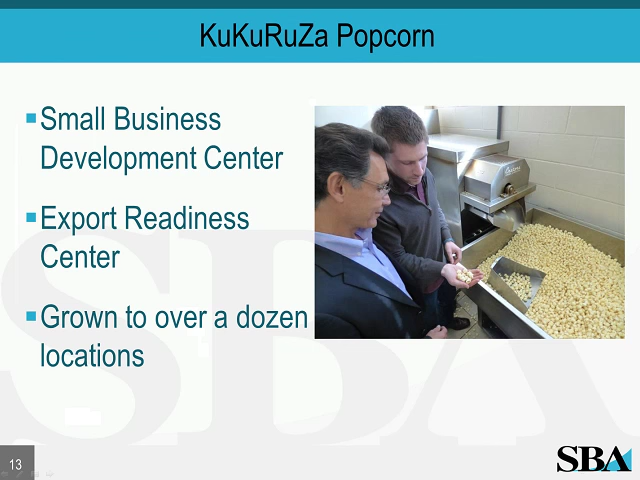 KuKuRuZa Popcorn
▪Small Business
Development Center
▪Export Readiness
Center
▪Grown to over a dozen
locations
13
SBA